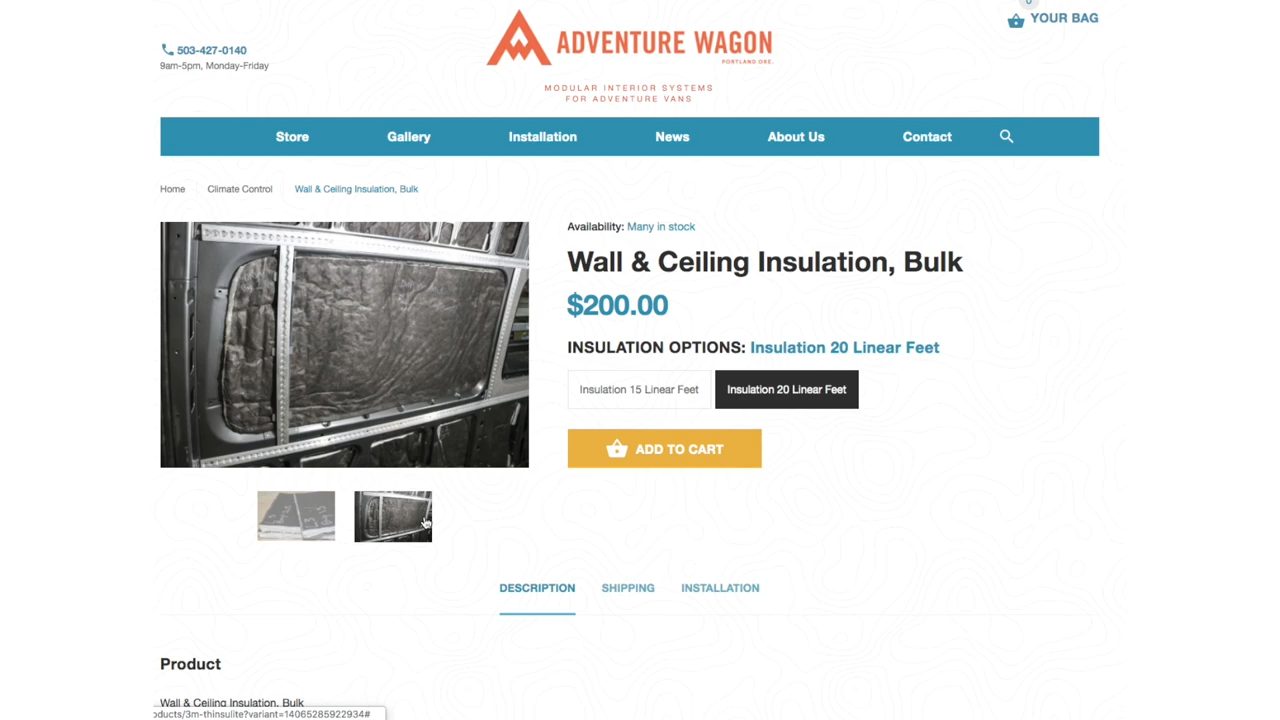 0
YOUR BAG
503-427-0140
9am-5pm, Monday-Friday
ADVENTURE WAGON
PORTLAND.ORE.
MODULAR INTERIOR SYSTEMS
FOR ADVENTURE VANS
Store Gallery Installation News About Us Contact
Home Climate Control Wall & Ceiling Insulation, Bulk
Availability: Many in stock
Wall & Ceiling Insulation, Bulk
$200.00
INSULATION OPTIONS: Insulation 20 Linear Feet
Insulation 15 Linear Feet Insulation 20 Linear Feet
ADD TO CART
DESCRIPTION SHIPPING INSTALLATION
Product
Wall & Ceiling Insulation, Bulk
oducts/3m-thinsulite?variant=14065285922934#